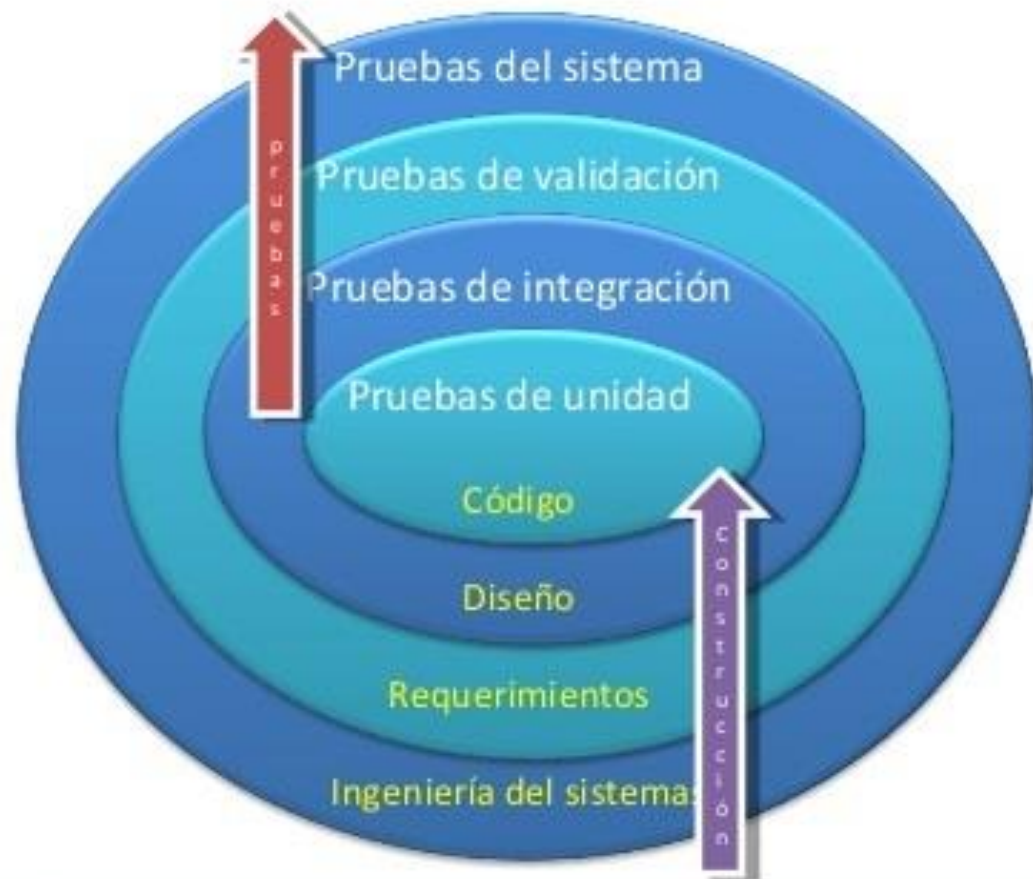 Pruebas del sistema
pruebas
Pruebas de validación
Pruebas de integración
Pruebas de unidad
Código
Construcción
Diseño
Requerimientos
Ingeniería del sistemas